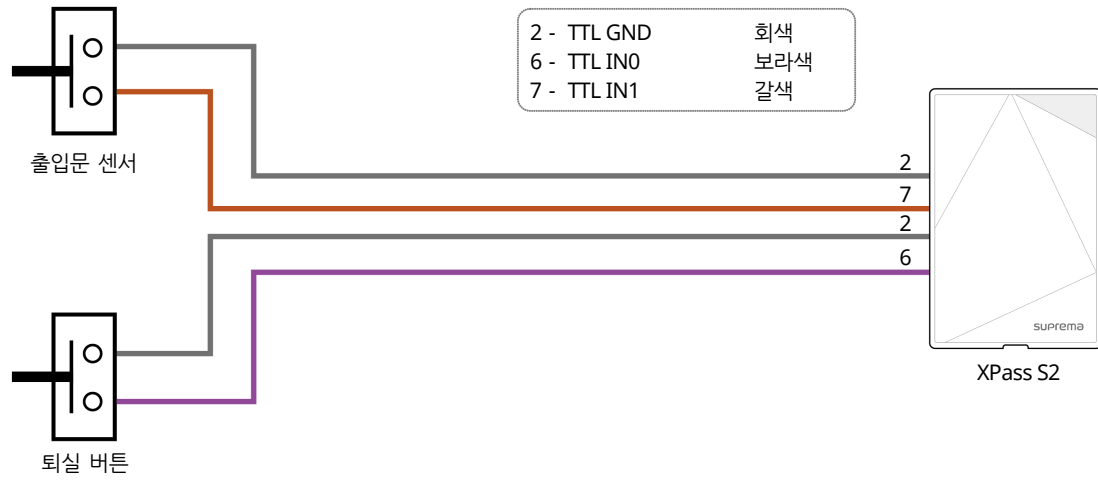 2 - TTL GND 회색
6 - TTL IN0 보라색
7 - TTL IN1 갈색
출입문 센서
2
7
2
6
suprema
XPass S2
퇴실 버튼